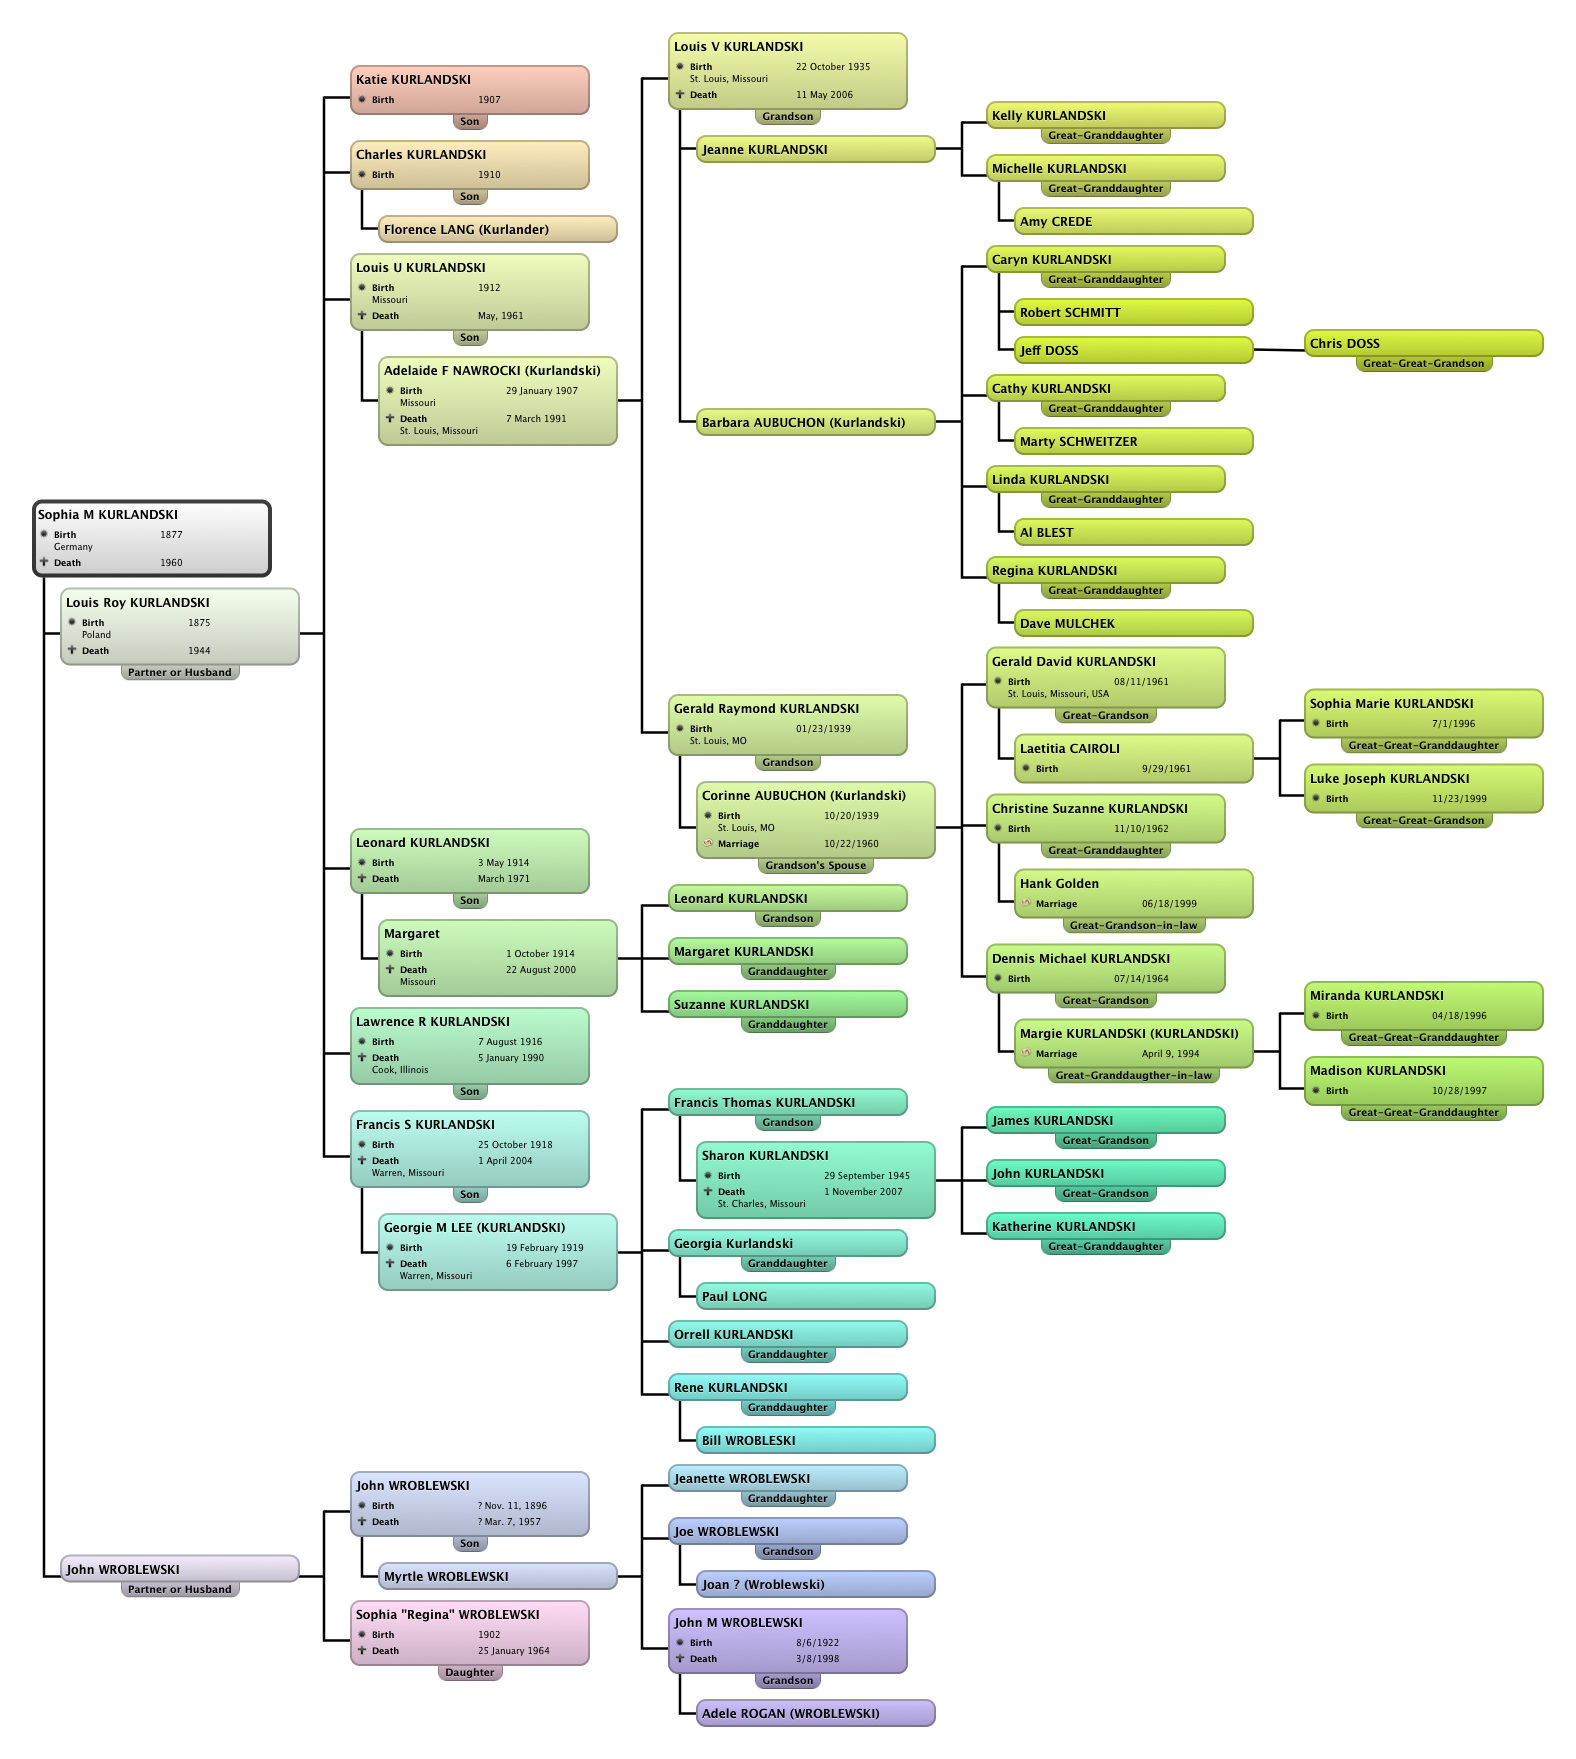 Sophia M KURLANDSKI
Birth 1877
Germany
Death 1960
Louis Roy KURLANDSKI
Birth 1875
Poland
Death 1944
Partner or Husband
John WROBLEWSKI
Partner or Husband
Katie KURLANDSKI
Birth 1907
Son
Charles KURLANDSKI
Birth 1910
Son
Florence LANG (Kurlander)
Louis U KURLANDSKI
Birth 1912
Missouri
Death May, 1961
Son
Adelaide F NAWROCKI (Kurlandski)
Birth 29 January 1907
Missouri
Death 7 March 1991
St. Louis, Missouri
Leonard KURLANDSKI
Birth 3 May 1914
Death March 1971
Son
Margaret
Birth 1 October 1914
Death 22 August 2000
Missouri
Lawrence R KURLANDSKI
Birth 7 August 1916
Death 5 January 1990
Cook, Illinois
Son
Francis S KURLANDSKI
Birth 25 October 1918
Death 1 April 2004
Warren, Missouri
Son
Georgie M LEE (KURLANDSKI)
Birth 19 February 1919
Death 6 February 1997
Warren, Missouri
John WROBLEWSKI
Birth ? Nov. 11, 1896
Death ? Mar. 7, 1957
Son
Myrtle WROBLEWSKI
Sophia "Regina" WROBLEWSKI
Birth 1902
Death 25 January 1964
Daughter
Louis V KURLANDSKI
Birth 22 October 1935
St. Louis, Missouri
Death 11 May 2006
Grandson
Jeanne KURLANDSKI
Barbara AUBUCHON (Kurlandski)
Gerald Raymond KURLANDSKI
Birth 01/23/1939
St. Louis, MO
Grandson
Corinne AUBUCHON (Kurlandski)
Birth 10/20/1939
St. Louis, MO
Marriage 10/22/1960
Grandson's Spouse
Leonard KURLANDSKI
Grandson
Margaret KURLANDSKI
Granddaughter
Suzanne KURLANDSKI
Granddaughter
Francis Thomas KURLANDSKI
Grandson
Sharon KURLANDSKI
Birth 29 September 1945
Death 1 November 2007
St. Charles, Missouri
Georgia Kurlandski
Granddaughter
Paul LONG
Orrell KURLANDSKI
Granddaughter
Rene KURLANDSKI
Granddaughter
Bill WROBLESKI
Jeanette WROBLEWSKI
Granddaughter
Joe WROBLEWSKI
Grandson
Joan ? (Wroblewski)
John M WROBLEWSKI
Birth 8/6/1922
Death 3/8/1998
Grandson
Adele ROGAN (WROBLEWSKI)
Kelly KURLANDSKI
Great-Granddaughter
Michelle KURLANDSKI
Great-Granddaughter
Amy CREDE
Caryn KURLANDSKI
Great-Granddaughter
Robert SCHMITT
Jeff DOSS
Cathy KURLANDSKI
Great-Granddaughter
Marty SCHWEITZER
Linda KURLANDSKI
Great-Granddaughter
Al BLEST
Regina KURLANDSKI
Great-Granddaughter
Dave MULCHEK
Gerald David KURLANDSKI
Birth 08/11/1961
St. Louis, Missouri, USA
Great-Grandson
Laetitia CAIROLI
Birth 9/29/1961
Christine Suzanne KURLANDSKI
Birth 11/10/1962
Great-Granddaughter
Hank Golden
Marriage 06/18/1999
Great-Grandson-in-law
Dennis Michael KURLANDSKI
Birth 07/14/1964
Great-Grandson
Margie KURLANDSKI (KURLANDSKI)
Marriage April 9, 1994
Great-Granddaugther-in-law
James KURLANDSKI
Great-Grandson
John KURLANDSKI
Great-Grandson
Katherine KURLANDSKI
Great-Granddaughter
Chris DOSS
Great-Great-Grandson
Sophia Marie KURLANDSKI
Birth 7/1/1996
Great-Great-Granddaughter
Luke Joseph KURLANDSKI
Birth 11/23/1999
Great-Great-Grandson
Miranda KURLANDSKI
Birth 04/18/1996
Great-Great-Granddaughter
Madison KURLANDSKI
Birth 10/28/1997
Great-Great-Granddaughter